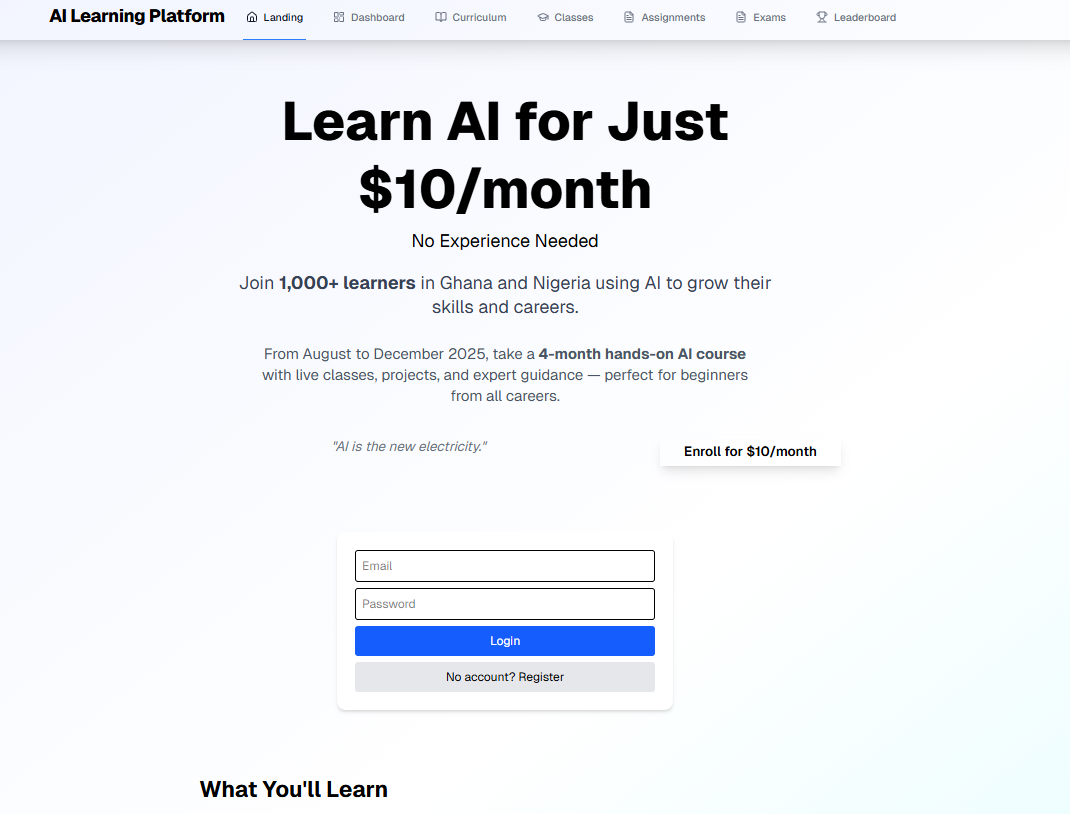 AI Learning Platform
Landing
Dashboard
Curriculum
Classes
Assignments
Exams
Leaderboard
Learn AI for Just
$10/month
No Experience Needed
Join 1,000+ learners in Ghana and Nigeria using AI to grow their
skills and careers.
From August to December 2025, take a 4-month hands-on AI course
with live classes, projects, and expert guidance — perfect for beginners
from all careers.
"AI is the new electricity."
Enroll for $10/month
Email
Password
Login
No account? Register
What You'll Learn